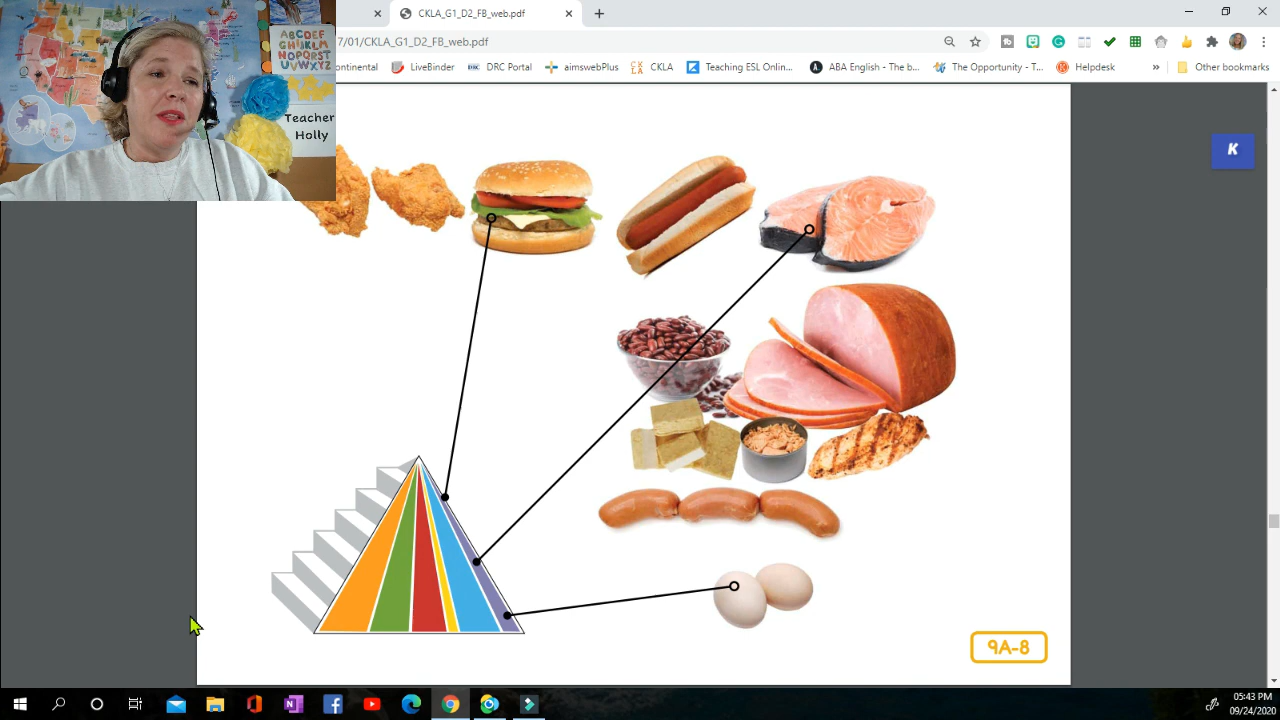 CKLA_G1_D2_FB_web.pdf
7/01/CKLA_G1_D2_FB_web.pdf
ontinental
LiveBinder
DRC Portal
aimswebPlus
CKLA
Teaching ESL Onlin...
ABA English - The b...
The Opportunity - T...
Helpdesk
»
Other bookmarks
ABCDEF
GHIJKLM
NOPQRST
UVWXYZ
Teacher
Holly
K
9A-8
05:43 PM
09/24/2020